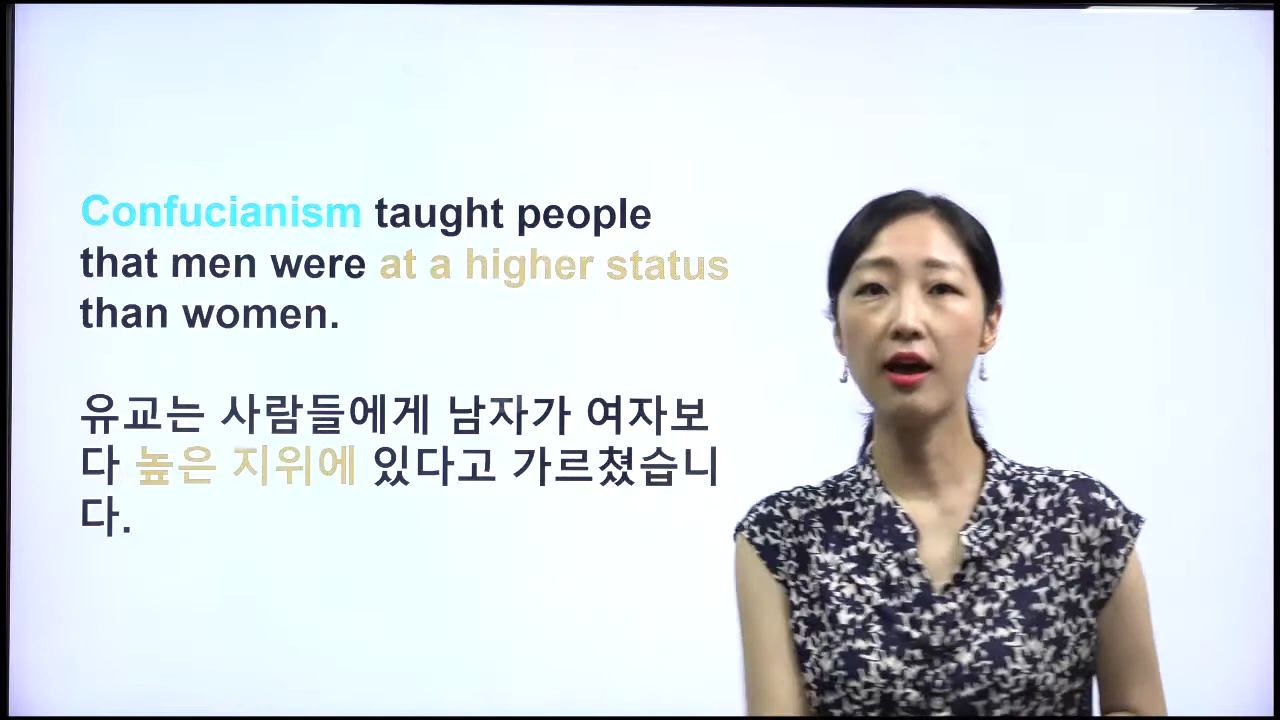 Confucianism taught people
that men were at a higher status
than women.
유교는 사람들에게 남자가 여자보
다 높은 지위에 있다고 가르쳤습니
다.